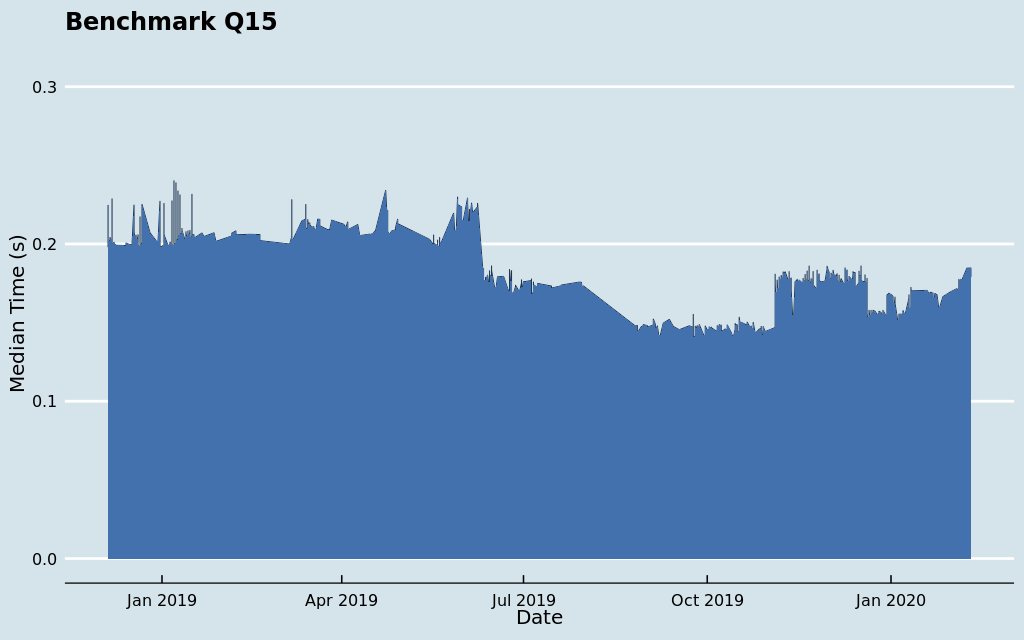 Benchmark Q15
Median Time (s)
0.3
0.2
0.1
0.0
Jan 2019
Apr 2019
Jul 2019
Oct 2019
Jan 2020
Date